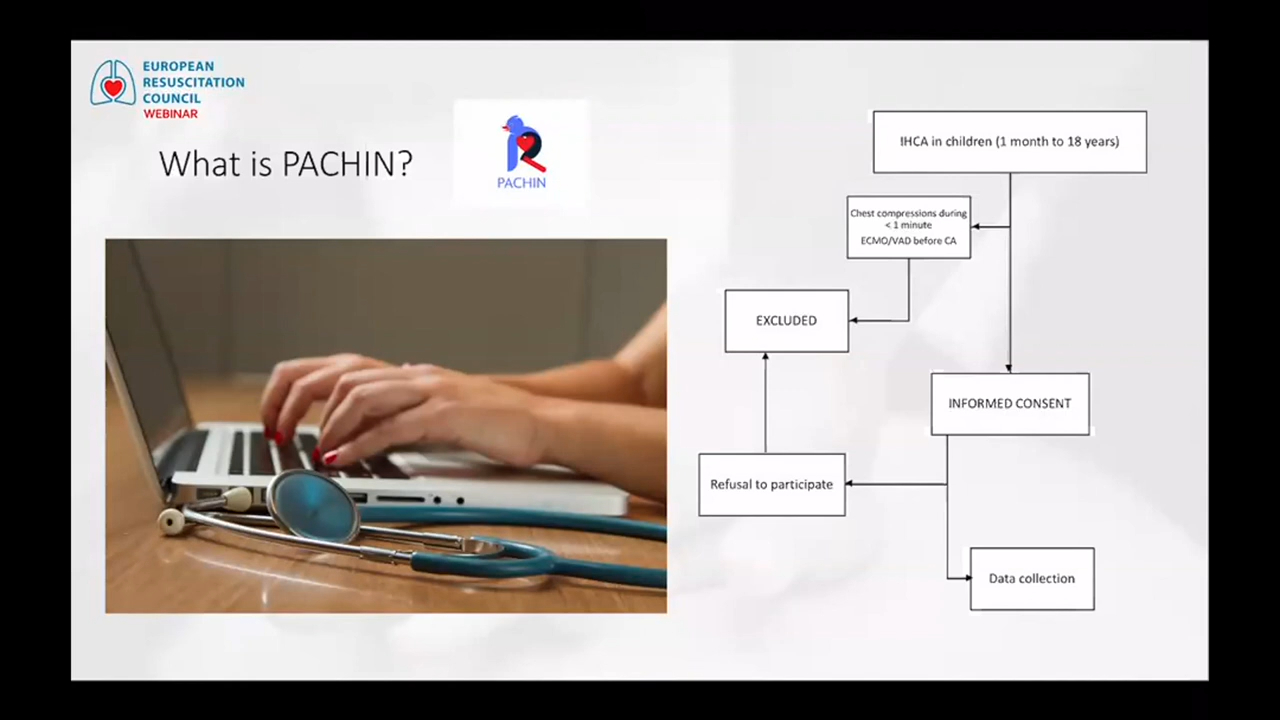 EUROPEAN
RESUSCITATION
COUNCIL
WEBINAR
What is PACHIN?
PACHIN
IHCA in children (1 month to 18 years)
Chest compressions during
< 1 minute
ECMO/VAD before CA
EXCLUDED
INFORMED CONSENT
Refusal to participate
Data collection